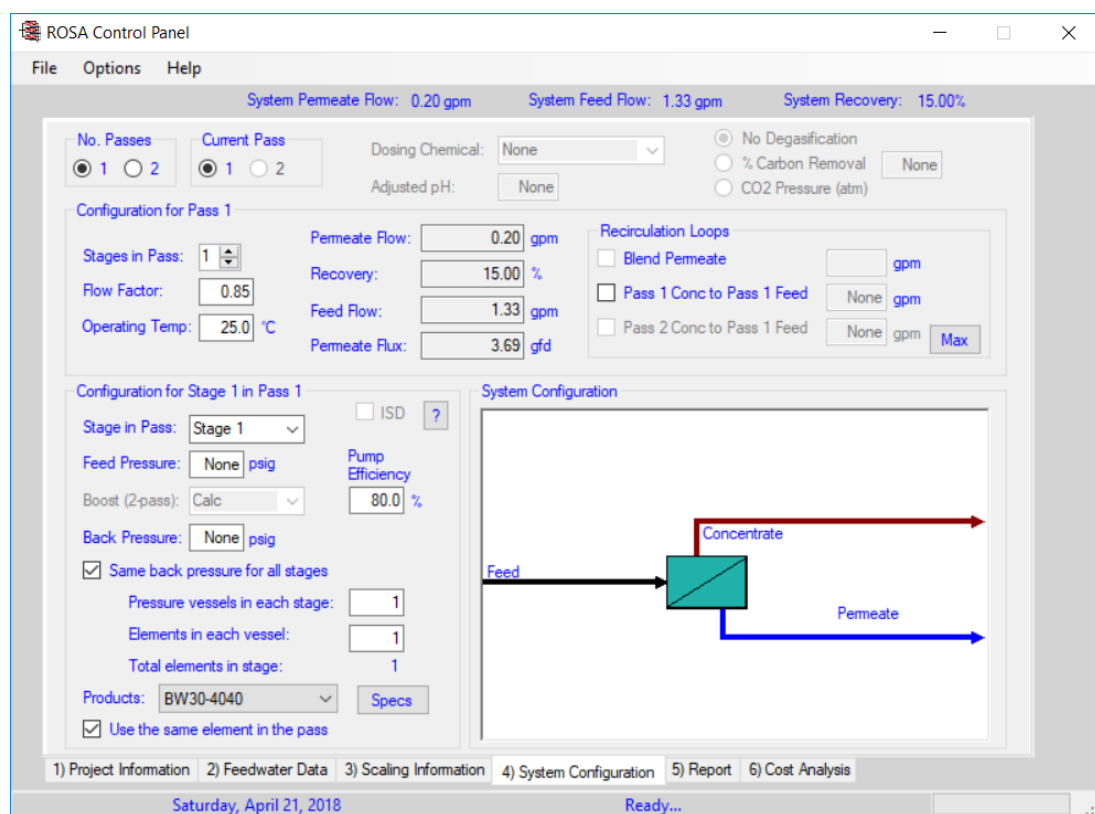 ROSA Control Panel
File Options Help
System Permeate Flow: 0.20 gpm System Feed Flow: 1.33 gpm System Recovery: 15.00%
No. Passes
1 2
Current Pass
1 2
Dosing Chemical: None
Adjusted pH: None
No Degasification
% Carbon Removal None
CO2 Pressure (atm)
Configuration for Pass 1
Stages in Pass: 1
Flow Factor: 0.85
Operating Temp: 25.0 °C
Permeate Flow: 0.20 gpm
Recovery: 15.00 %
Feed Flow: 1.33 gpm
Permeate Flux: 3.69 gfd
Recirculation Loops
Blend Permeate gpm
Pass 1 Conc to Pass 1 Feed None gpm
Pass 2 Conc to Pass 1 Feed None gpm Max
Configuration for Stage 1 in Pass 1
ISD ?
Stage in Pass: Stage 1
Feed Pressure: None psig
Pump
Efficiency
80.0 %
Boost (2-pass): Calc
Back Pressure: None psig
Same back pressure for all stages
Pressure vessels in each stage: 1
Elements in each vessel: 1
Total elements in stage: 1
Products: BW30-4040 Specs
Use the same element in the pass
System Configuration
Concentrate
Feed
Permeate
1) Project Information 2) Feedwater Data 3) Scaling Information 4) System Configuration 5) Report 6) Cost Analysis
Saturday, April 21, 2018 Ready...